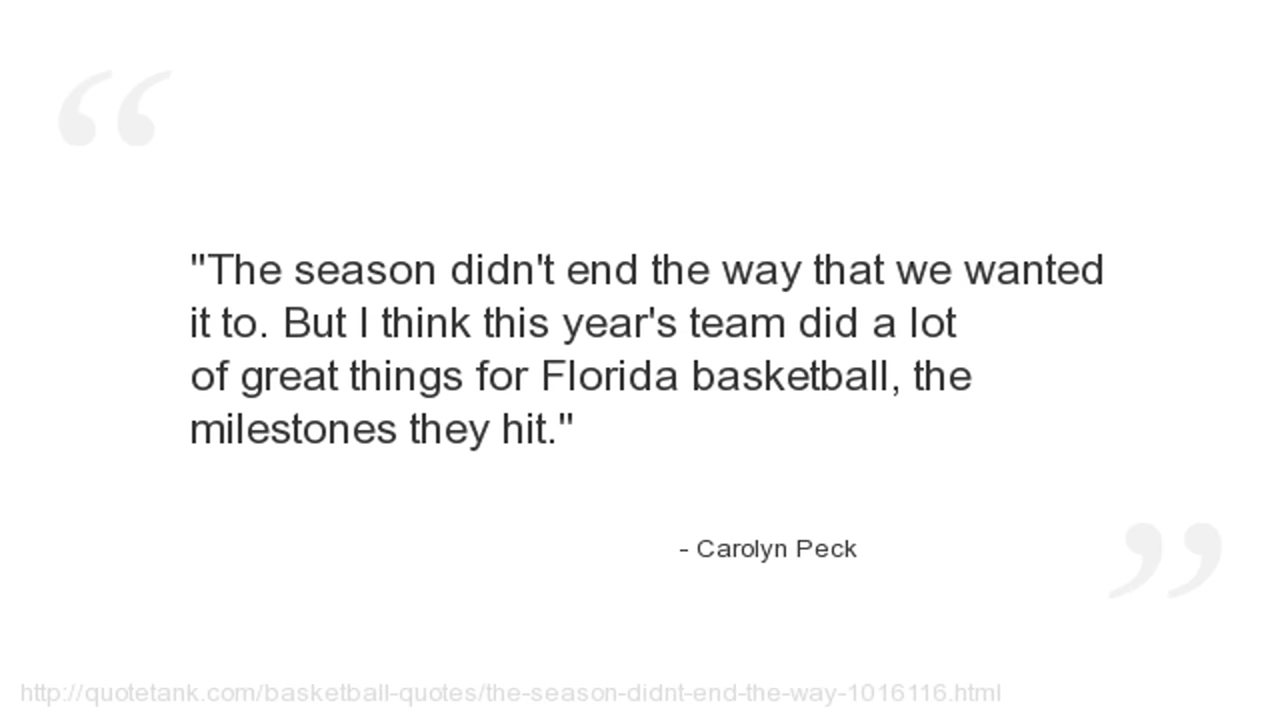 "The season didn't end the way that we wanted
it to. But I think this year's team did a lot
of great things for Florida basketball, the
milestones they hit."
- Carolyn Peck
http://quotetank.com/basketball-quotes/the-season-didnt-end-the-way-1016116.html